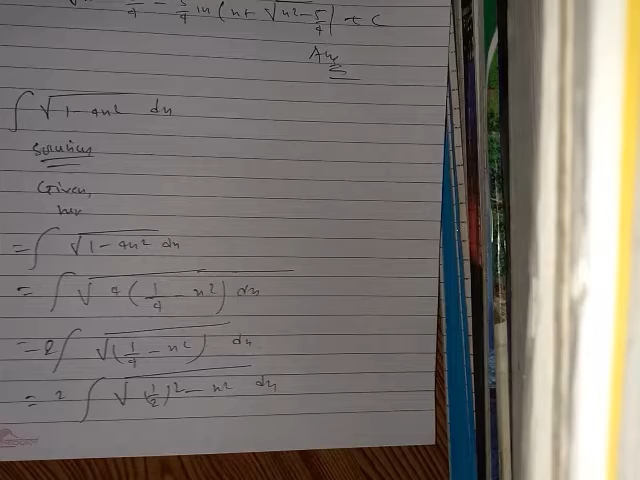 4 - 5/4 ln (x + √x² - 5/4 | + C
Ans
∫ √1 - 4x² dx
Solution
Given,
= ∫ √1 - 4x² dx
= ∫ √4 (1/4 - x²) dx
= 2 ∫ √(1/4 - x²) dx
= 2 ∫ √(1/2)² - x² dx